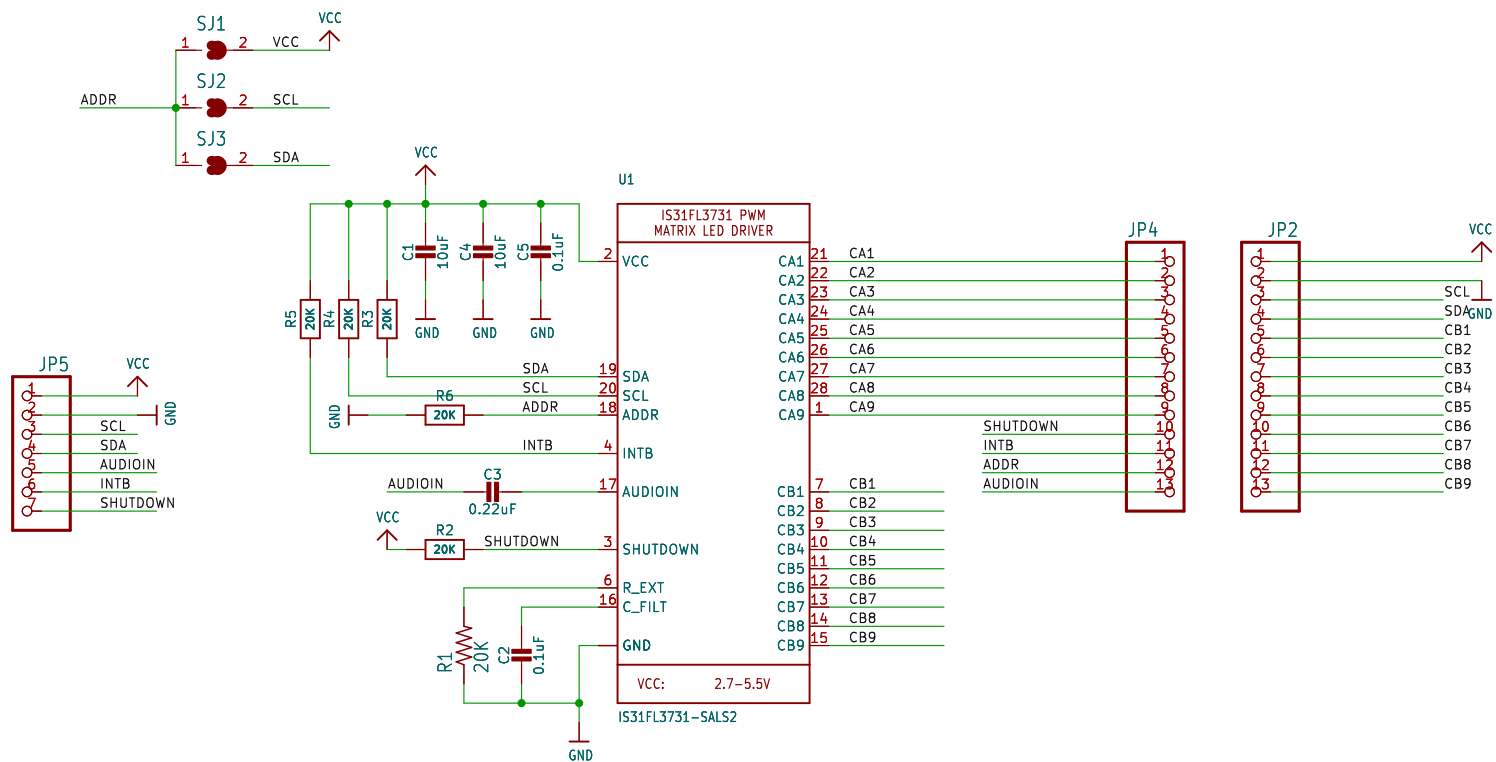 SJ1
VCC
1
2
VCC
SJ2
ADDR
1
2
SCL
SJ3
1
2
SDA
VCC
U1
IS31FL3731 PWM
MATRIX LED DRIVER
C1
10uF
C4
10uF
C5
0.1uF
GND
GND
GND
R5
20K
R4
20K
R3
20K
2
VCC
SDA
19
SDA
SCL
20
SCL
R6
20K
GND
ADDR
18
ADDR
INTB
4
INTB
AUDIOIN
C3
0.22uF
17
AUDIOIN
VCC
R2
20K
SHUTDOWN
3
SHUTDOWN
6
R_EXT
16
C_FILT
R1
20K
C2
0.1uF
GND
GND
VCC: 2.7-5.5V
IS31FL3731-SALS2
CA1
21
CA1
CA2
22
CA2
CA3
23
CA3
CA4
24
CA4
CA5
25
CA5
CA6
26
CA6
CA7
27
CA7
CA8
28
CA8
CA9
1
CA9
CB1
7
CB1
CB2
8
CB2
CB3
9
CB3
CB4
10
CB4
CB5
11
CB5
CB6
12
CB6
CB7
13
CB7
CB8
14
CB8
CB9
15
CB9
JP5
VCC
1
2
GND
3
SCL
4
SDA
5
AUDIOIN
6
INTB
7
SHUTDOWN
JP4
1
2
3
4
5
6
7
8
9
SHUTDOWN
10
INTB
11
ADDR
12
AUDIOIN
13
JP2
VCC
1
2
GND
3
SCL
4
SDA
5
CB1
6
CB2
7
CB3
8
CB4
9
CB5
10
CB6
11
CB7
12
CB8
13
CB9